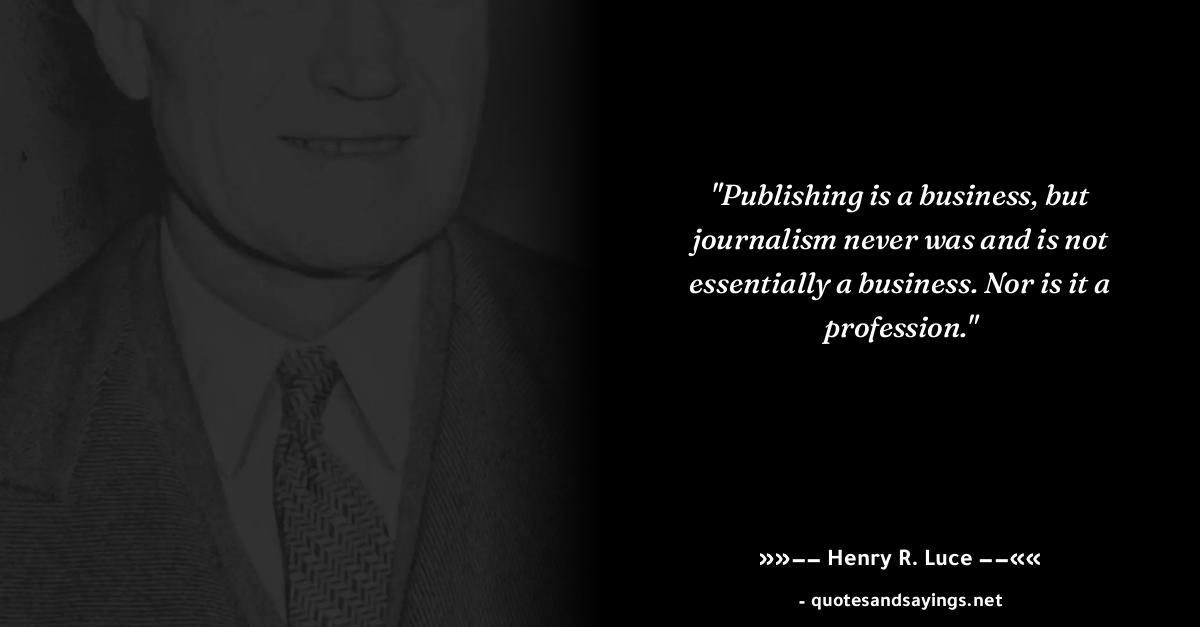 "Publishing is a business, but
journalism never was and is not
essentially a business. Nor is it a
profession."
»»–– Henry R. Luce ––««
- quotesandsayings.net